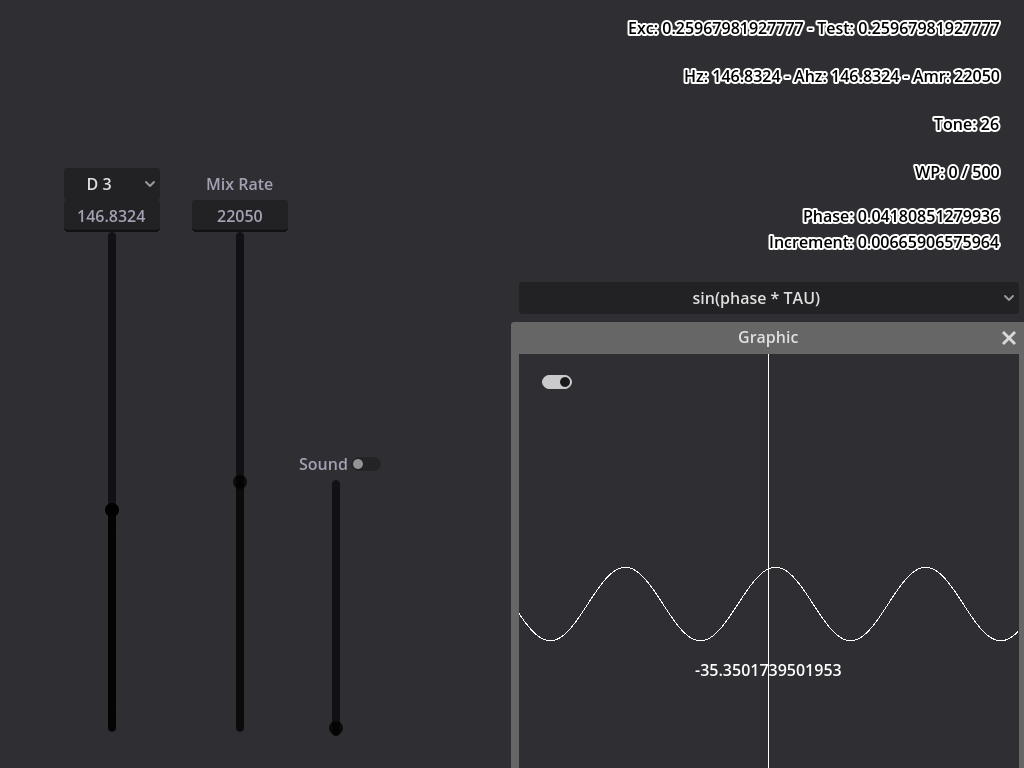 Exc: 0.25967981927777 - Test: 0.25967981927777
Hz: 146.8324 - Ahz: 146.8324 - Amr: 22050
Tone: 26
WP: 0 / 500
D 3
Mix Rate
146.8324
22050
Phase: 0.04180851279936
Increment: 0.00665906575964
sin(phase * TAU)
Graphic
Sound
-35.3501739501953